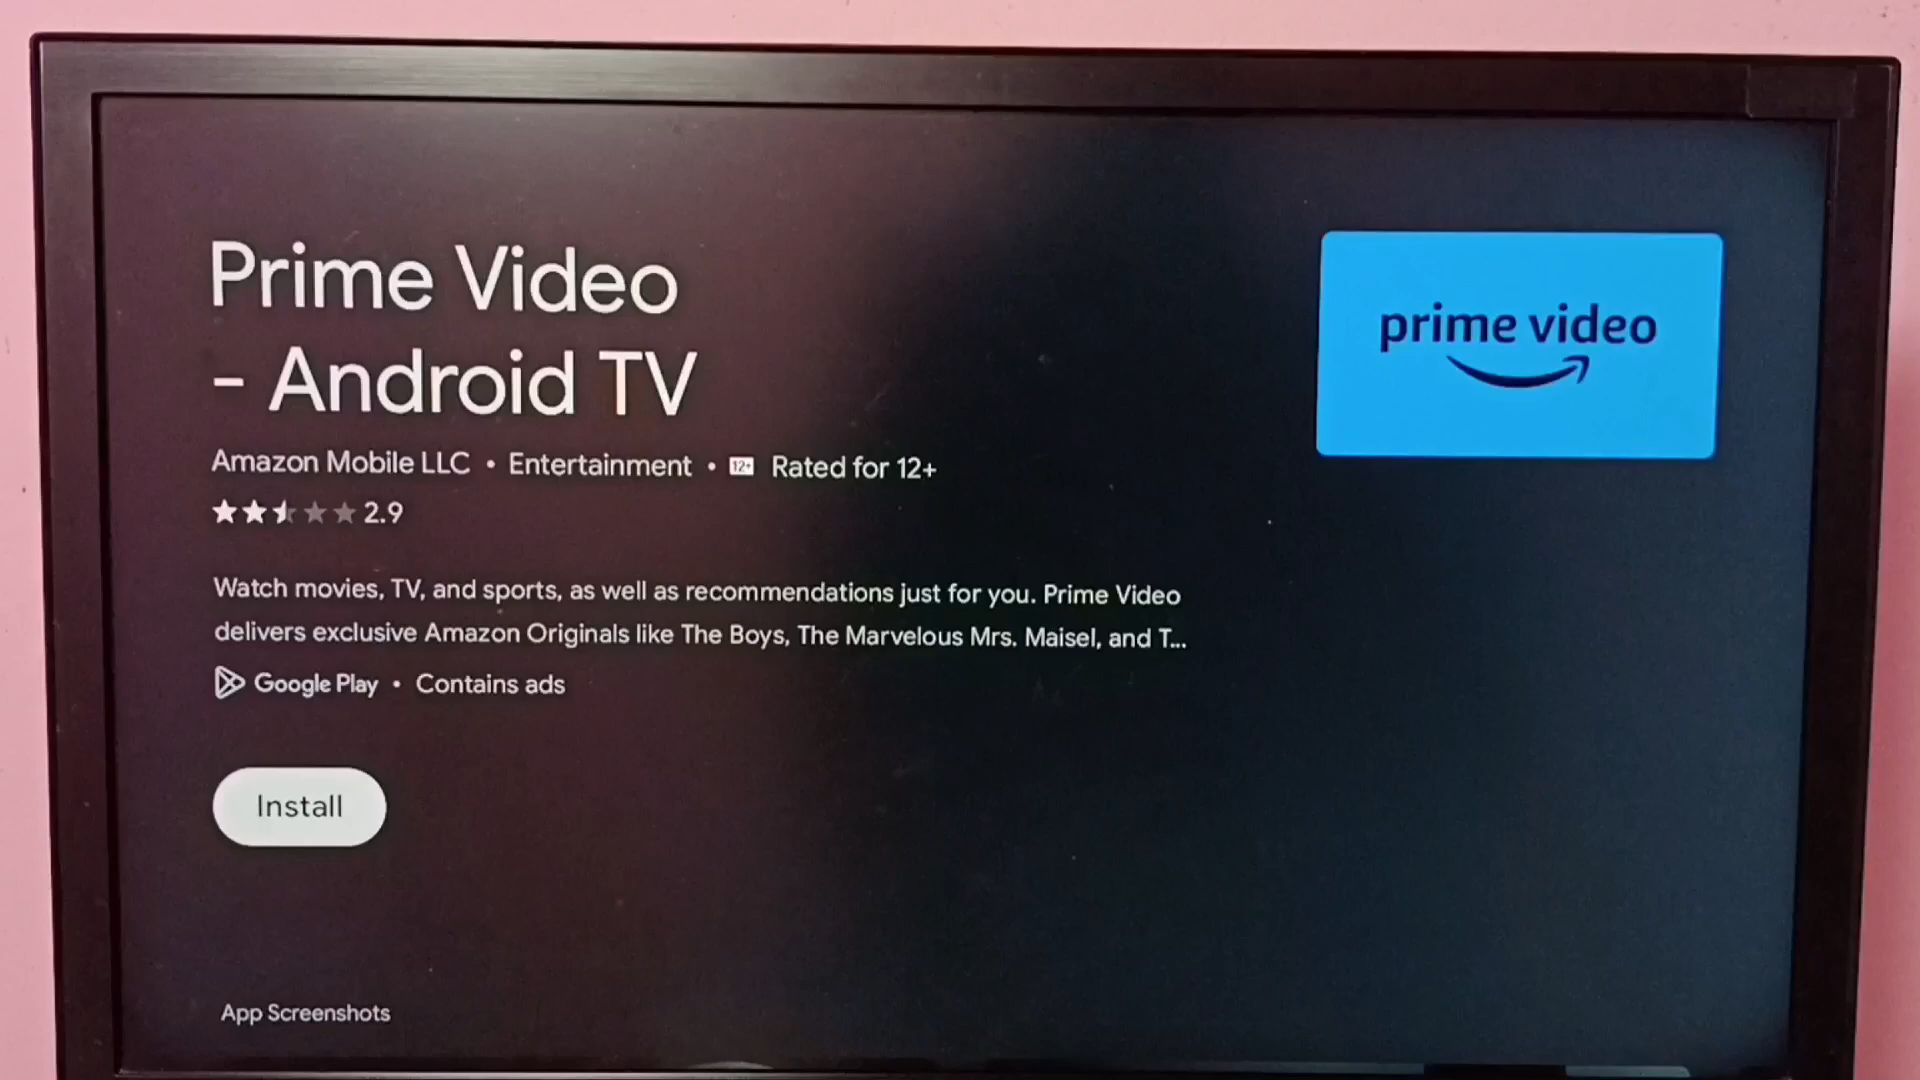 Prime Video
- Android TV
prime video
Amazon Mobile LLC • Entertainment • 12+ Rated for 12+
2.9
Watch movies, TV, and sports, as well as recommendations just for you. Prime Video
delivers exclusive Amazon Originals like The Boys, The Marvelous Mrs. Maisel, and T...
Google Play • Contains ads
Install
App Screenshots